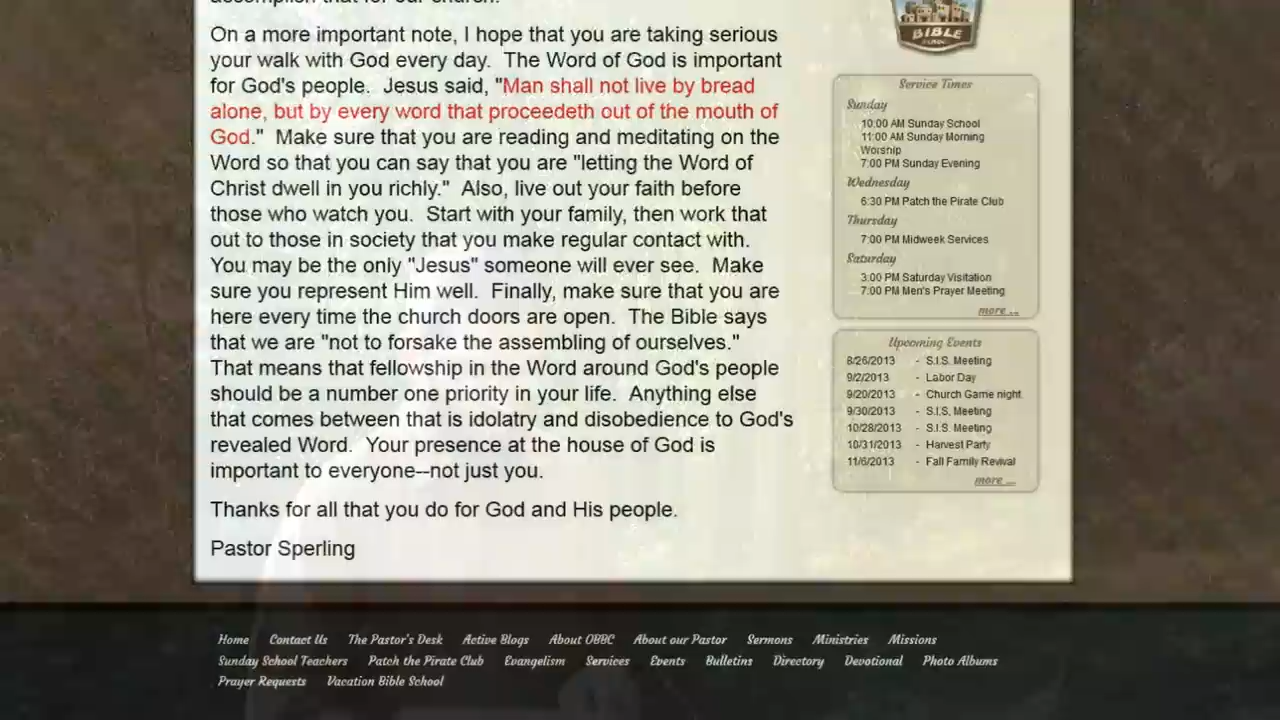 accomplish that for our church.
On a more important note, I hope that you are taking serious
your walk with God every day.  The Word of God is important
for God's people.  Jesus said, "Man shall not live by bread
alone, but by every word that proceedeth out of the mouth of
God."  Make sure that you are reading and meditating on the
Word so that you can say that you are "letting the Word of
Christ dwell in you richly."  Also, live out your faith before
those who watch you.  Start with your family, then work that
out to those in society that you make regular contact with.
You may be the only "Jesus" someone will ever see.  Make
sure you represent Him well.  Finally, make sure that you are
here every time the church doors are open.  The Bible says
that we are "not to forsake the assembling of ourselves."
That means that fellowship in the Word around God's people
should be a number one priority in your life.  Anything else
that comes between that is idolatry and disobedience to God's
revealed Word.  Your presence at the house of God is
important to everyone--not just you.
Thanks for all that you do for God and His people.
Pastor Sperling
BIBLE
Service Times
Sunday
10:00 AM Sunday School
11:00 AM Sunday Morning
Worship
7:00 PM Sunday Evening
Wednesday
6:30 PM Patch the Pirate Club
Thursday
7:00 PM Midweek Services
Saturday
3:00 PM Saturday Visitation
7:00 PM Men's Prayer Meeting
more ...
Upcoming Events
8/26/2013 - S.I.S. Meeting
9/2/2013 - Labor Day
9/20/2013 - Church Game night
9/30/2013 - S.I.S. Meeting
10/28/2013 - S.I.S. Meeting
10/31/2013 - Harvest Party
11/6/2013 - Fall Family Revival
more ...
Home Contact Us The Pastor's Desk Active Blogs About OBBC About our Pastor Sermons Ministries Missions
Sunday School Teachers Patch the Pirate Club Evangelism Services Events Bulletins Directory Devotional Photo Albums
Prayer Requests Vacation Bible School